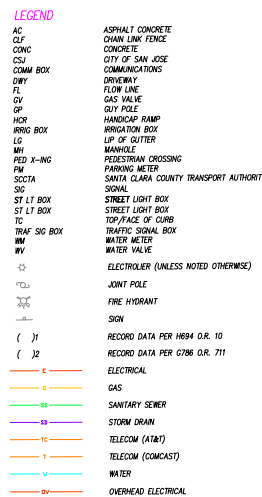 LEGEND
AC ASPHALT CONCRETE
CLF CHAIN LINK FENCE
CONC CONCRETE
CSJ CITY OF SAN JOSE
COMM BOX COMMUNICATIONS
DWY DRIVEWAY
FL FLOW LINE
GV GAS VALVE
GP GUY POLE
HCR HANDICAP RAMP
IRRIG BOX IRRIGATION BOX
LG LIP OF GUTTER
MH MANHOLE
PED X-ING PEDESTRIAN CROSSING
PM PARKING METER
SCCTA SANTA CLARA COUNTY TRANSPORT AUTHORIT
SIG SIGNAL
ST LT BOX STREET LIGHT BOX
ST LT BOX STREET LIGHT BOX
TC TOP/FACE OF CURB
TRAF SIG BOX TRAFFIC SIGNAL BOX
WM WATER METER
WV WATER VALVE
ELECTROLIER (UNLESS NOTED OTHERWISE)
JOINT POLE
FIRE HYDRANT
SIGN
( )1 RECORD DATA PER H694 O.R. 10
( )2 RECORD DATA PER G786 O.R. 711
E ELECTRICAL
G GAS
SS SANITARY SEWER
SD STORM DRAIN
TC TELECOM (AT&T)
T TELECOM (COMCAST)
W WATER
OV OVERHEAD ELECTRICAL